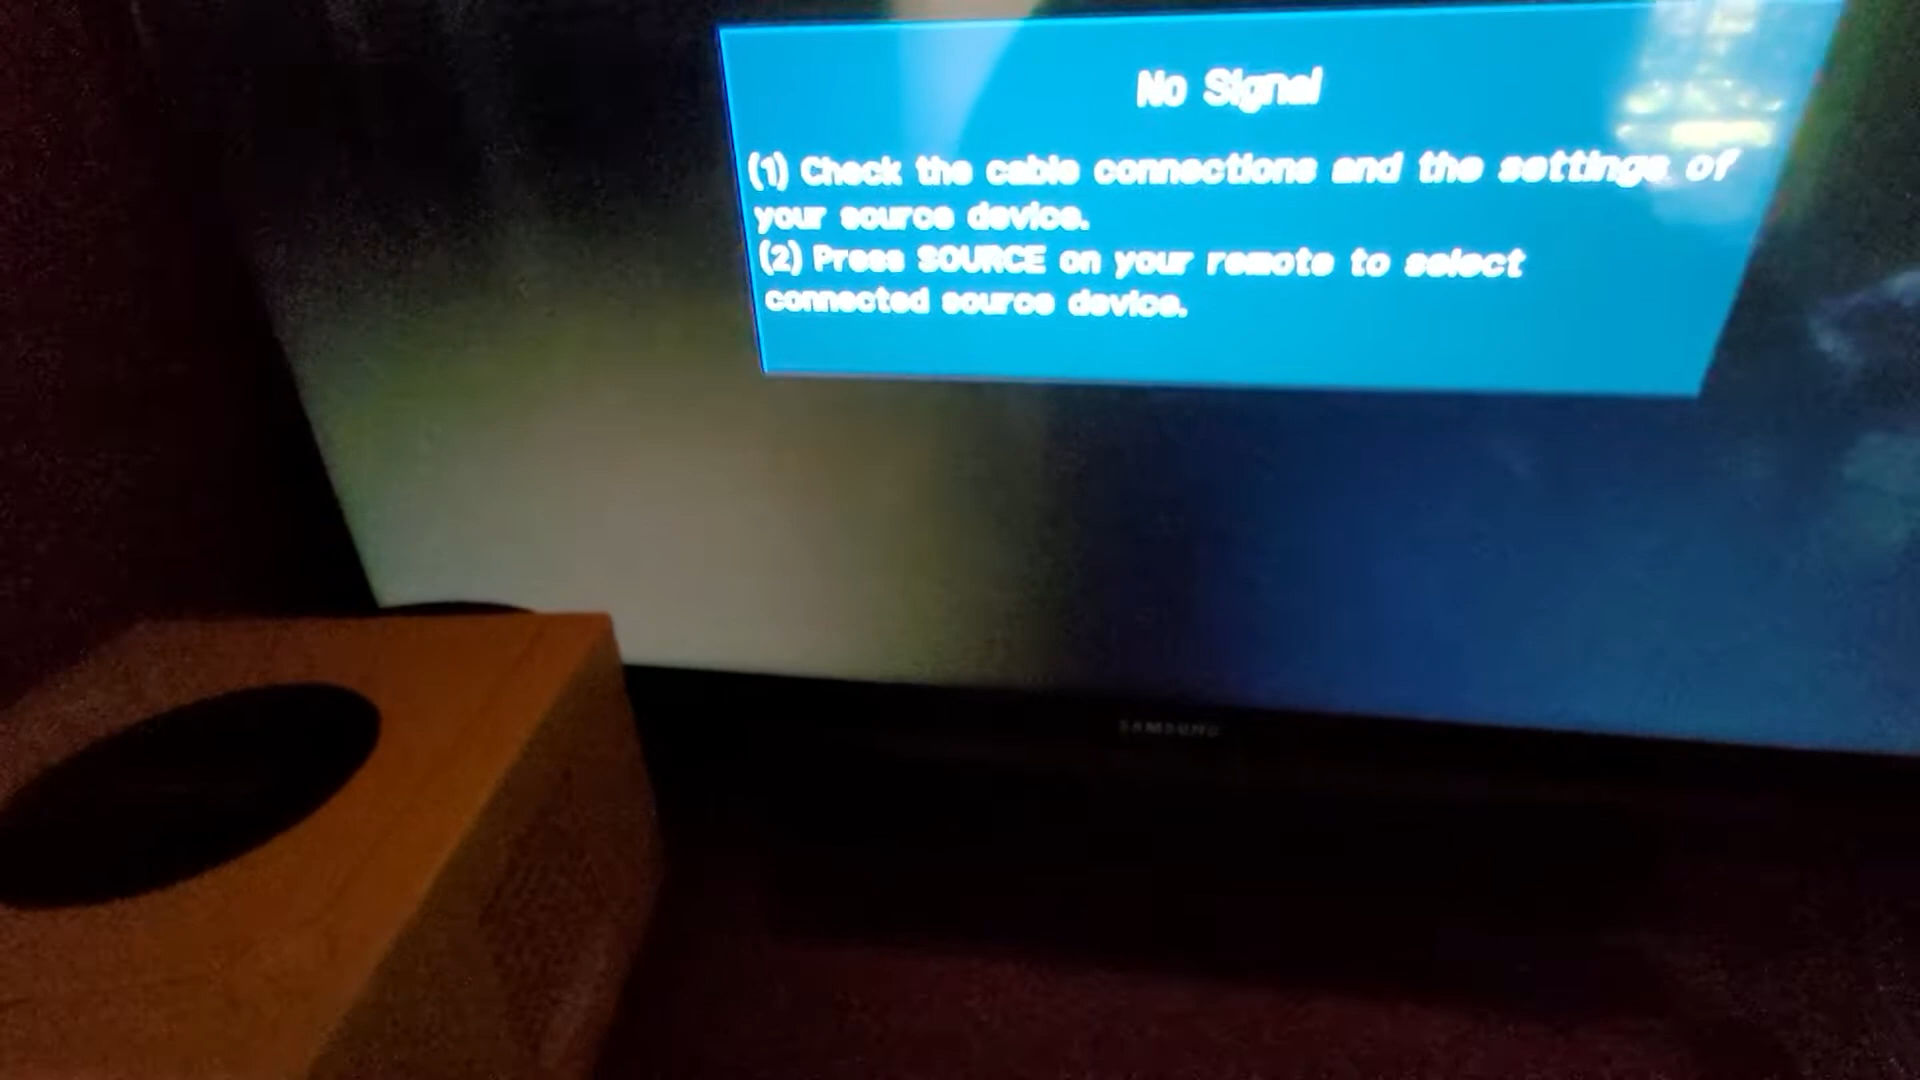 No Signal
(1) Check the cable connections and the settings of
your source device.
(2) Press SOURCE on your remote to select
connected source device.
SAMSUNG